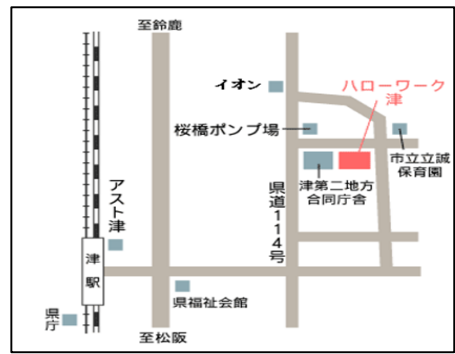 至鈴鹿
イオン
ハローワーク
津
桜橋ポンプ場
市立立誠
保育園
津第二地方
合同庁舎
アスト津
県道114号
津駅
県福祉会館
県庁
至松阪